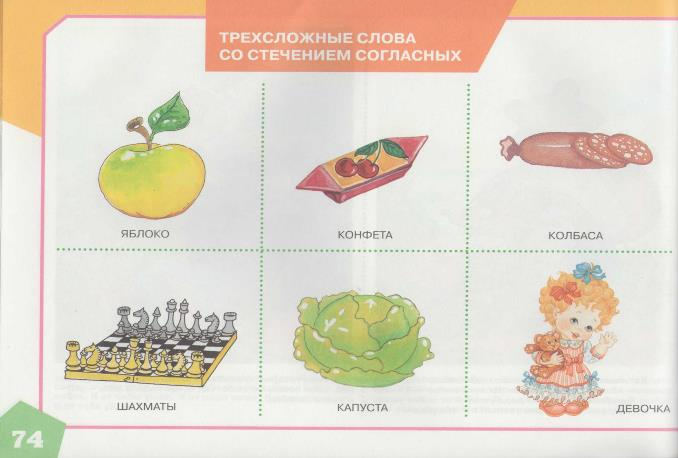 ТРЕХСЛОЖНЫЕ СЛОВА
СО СТЕЧЕНИЕМ СОГЛАСНЫХ
ЯБЛОКО
КОНФЕТА
КОЛБАСА
ШАХМАТЫ
КАПУСТА
ДЕВОЧКА
74